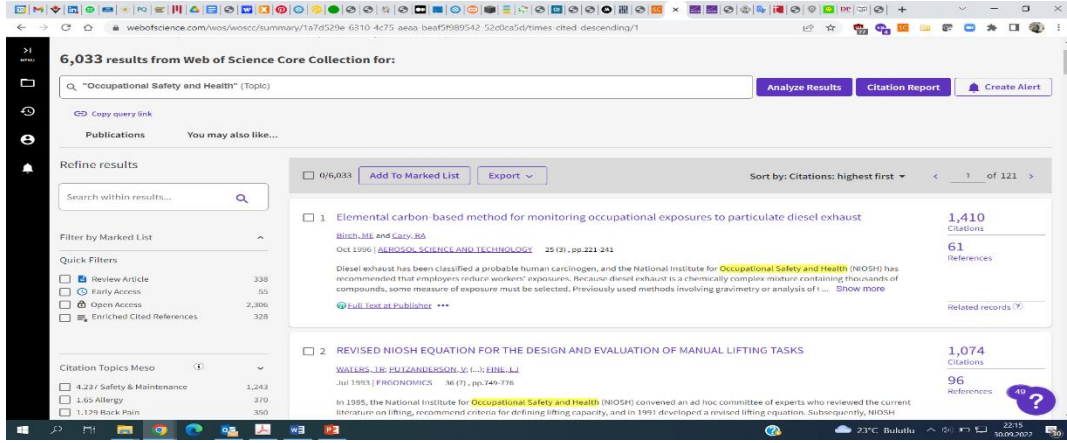 webofscience.com/wos/woscc/summary/1a7d529e-6310-4c75-aeaa-beaf5f989542-52c0ca5d/times-cited-descending/1
MENU
6,033 results from Web of Science Core Collection for:
"Occupational Safety and Health" (Topic)
Analyze Results
Citation Report
Create Alert
Copy query link
Publications
You may also like...
Refine results
0/6,033
Add To Marked List
Export
Sort by: Citations: highest first
1 of 121
Search within results...
Filter by Marked List
Quick Filters
Review Article 338
Early Access 55
Open Access 2,306
Enriched Cited References 328
Citation Topics Meso
4.237 Safety & Maintenance 1,243
1.65 Allergy 370
1.129 Back Pain 350
1 Elemental carbon-based method for monitoring occupational exposures to particulate diesel exhaust
Birch, ME and Cary, RA
Oct 1996 | AEROSOL SCIENCE AND TECHNOLOGY 25 (3), pp.221-241
Diesel exhaust has been classified a probable human carcinogen, and the National Institute for Occupational Safety and Health (NIOSH) has
recommended that employers reduce workers' exposures. Because diesel exhaust is a chemically complex mixture containing thousands of
compounds, some measure of exposure must be selected. Previously used methods involving gravimetry or analysis of t ... Show more
Full Text at Publisher
1,410
Citations
61
References
Related records
2 REVISED NIOSH EQUATION FOR THE DESIGN AND EVALUATION OF MANUAL LIFTING TASKS
WATERS, TR; PUTZANDERSON, V; (...); FINE, LJ
Jul 1993 | ERGONOMICS 36 (7), pp.749-776
In 1985, the National Institute for Occupational Safety and Health (NIOSH) convened an ad hoc committee of experts who reviewed the current
literature on lifting, recommend criteria for defining lifting capacity, and in 1991 developed a revised lifting equation. Subsequently, NIOSH
1,074
Citations
96
References
49
?
23°C Bulutlu
22:15
30.09.2022